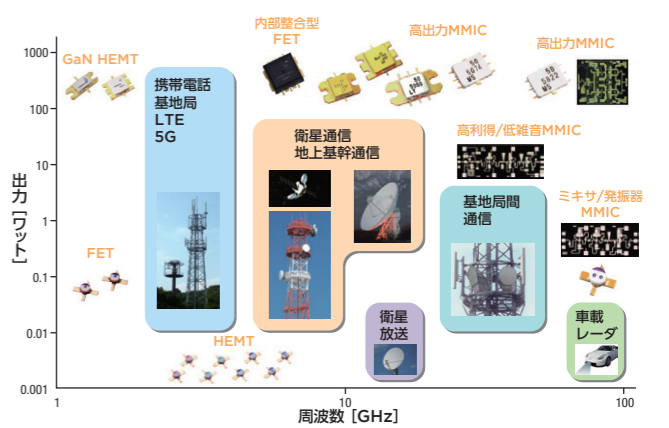 内部整合型
FET
高出力MMIC
高出力MMIC
GaN HEMT
1000
100
10
1
0.1
0.01
0.001
出力[ワット]
携帯電話
基地局
LTE
5G
衛星通信
地上基幹通信
高利得/低雑音MMIC
基地局間
通信
ミキサ/発振器
MMIC
FET
HEMT
衛星
放送
車載
レーダ
1
10
100
周波数 [GHz]